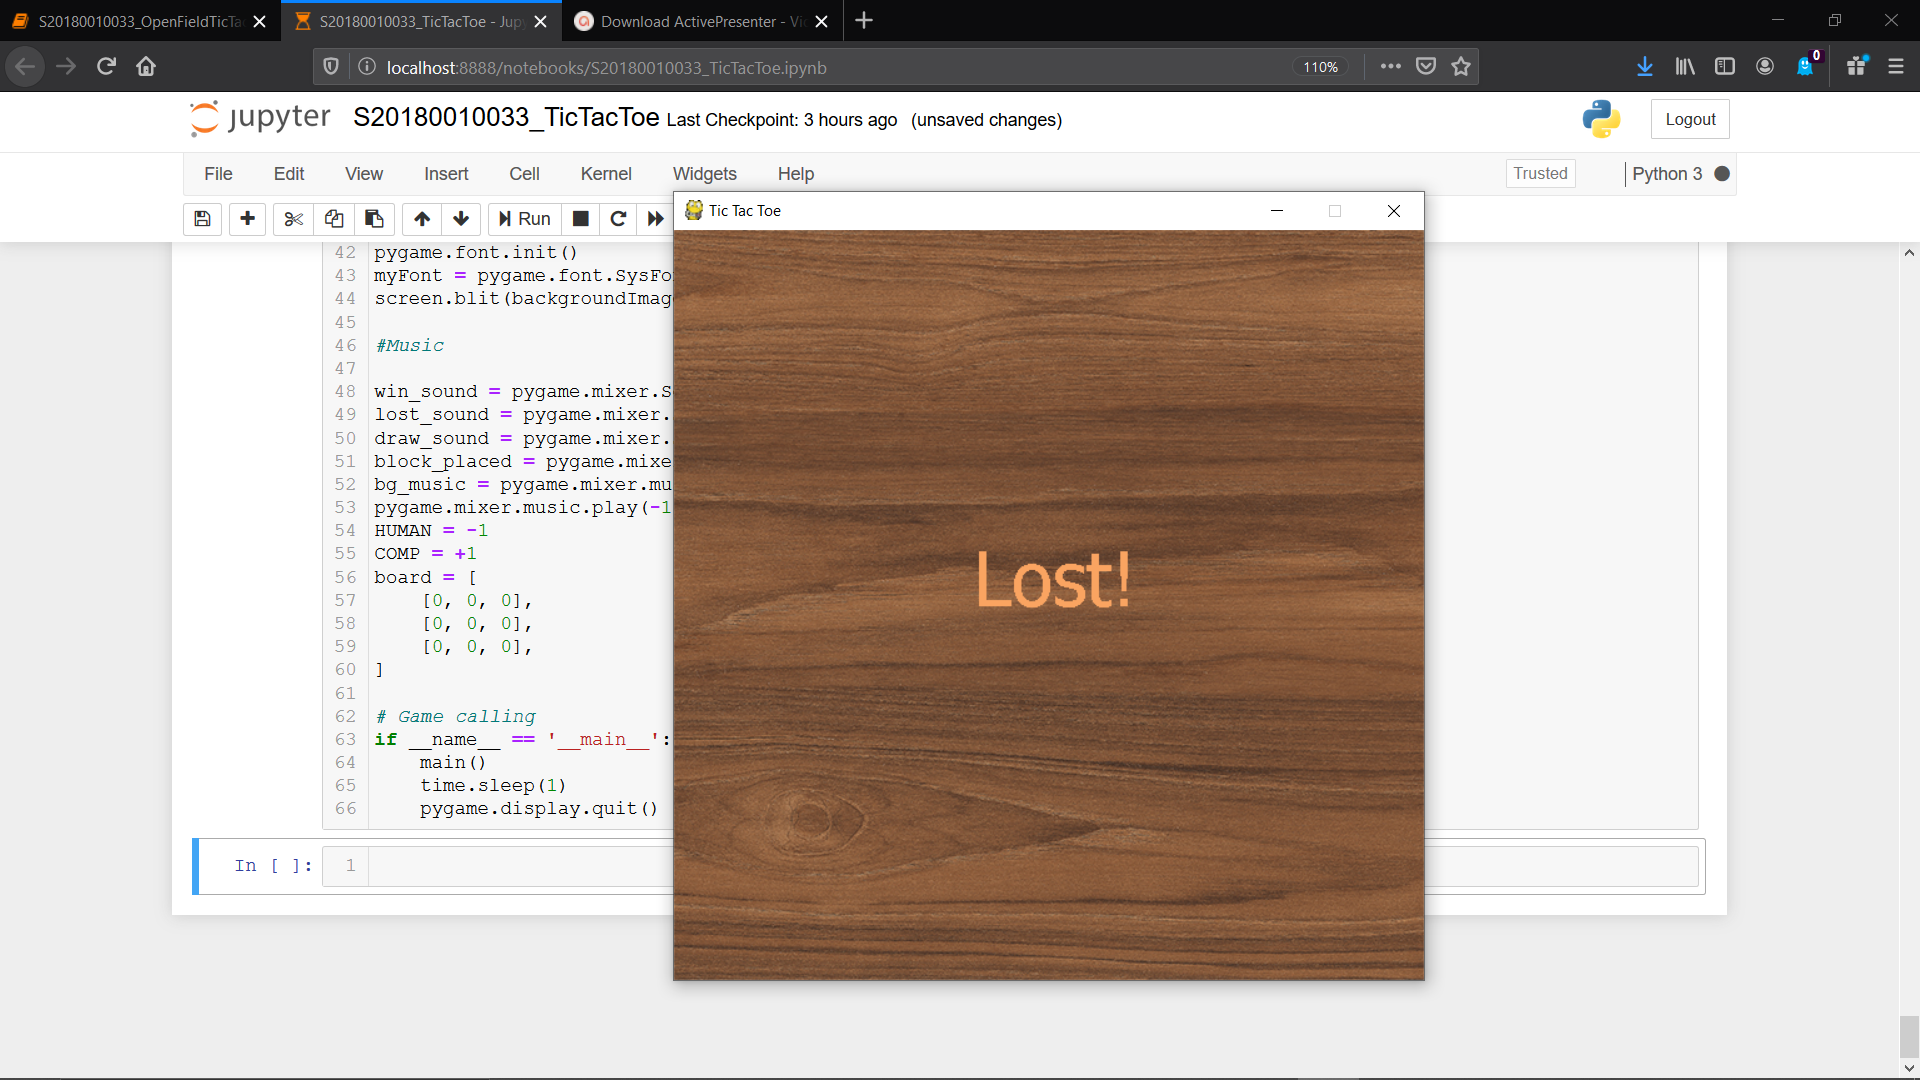 S20180010033_OpenFieldTicTa
S20180010033_TicTacToe - Jup
Download ActivePresenter - Vi
localhost:8888/notebooks/S20180010033_TicTacToe.ipynb
110%
0
jupyter S20180010033_TicTacToe Last Checkpoint: 3 hours ago (unsaved changes)
Logout
File Edit View Insert Cell Kernel Widgets Help
Trusted
Python 3
Run
Tic Tac Toe
42 pygame.font.init()
43 myFont = pygame.font.SysFo
44 screen.blit(backgroundImag
45
46 #Music
47
48 win_sound = pygame.mixer.S
49 lost_sound = pygame.mixer.
50 draw_sound = pygame.mixer.
51 block_placed = pygame.mixe
52 bg_music = pygame.mixer.mu
53 pygame.mixer.music.play(-1
54 HUMAN = -1
55 COMP = +1
56 board = [
57 [0, 0, 0],
58 [0, 0, 0],
59 [0, 0, 0],
60 ]
61
62 # Game calling
63 if __name__ == '__main__':
64 main()
65 time.sleep(1)
66 pygame.display.quit()
Lost!
In [ ]: 1